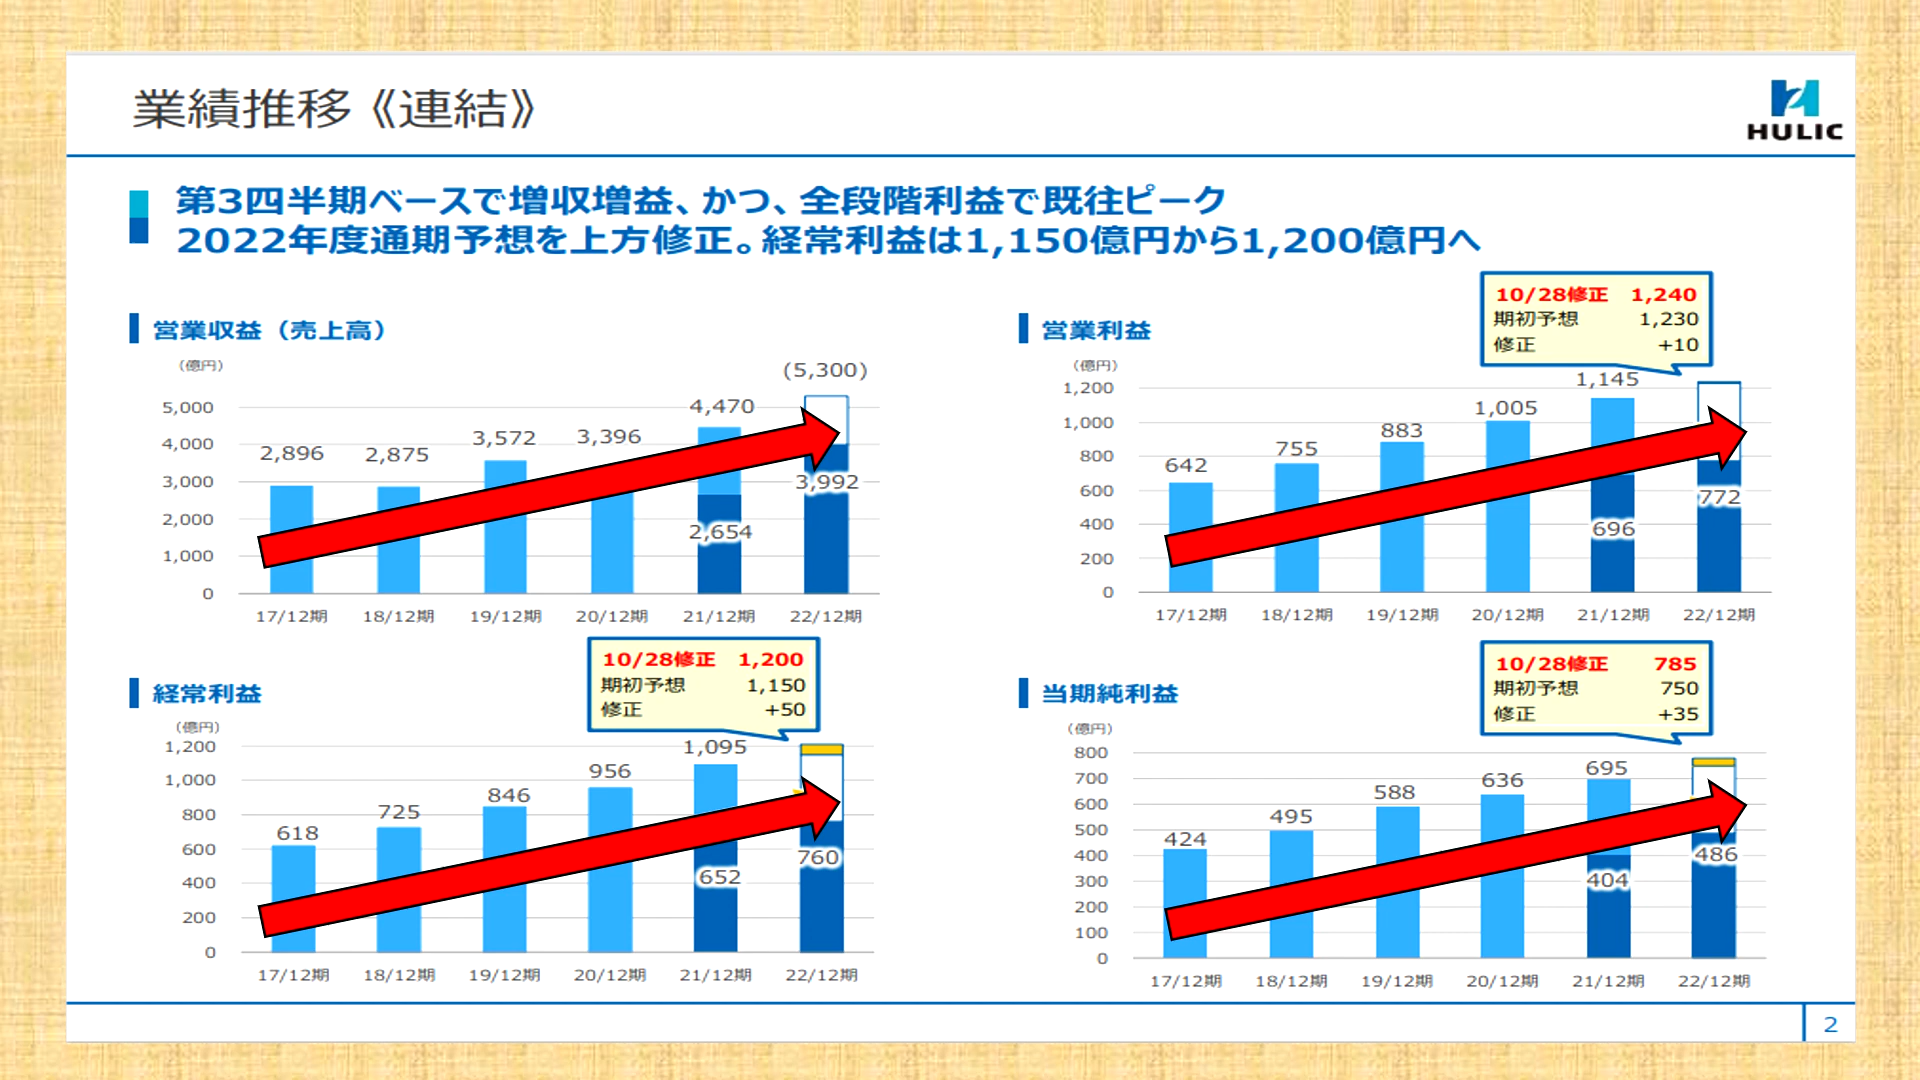 業績推移《連結》
HULIC
第3四半期ベースで増収増益、かつ、全段階利益で既往ピーク
2022年度通期予想を上方修正。経常利益は1,150億円から1,200億円へ
営業収益（売上高）
（億円）
(5,300)
4,470
3,572
3,396
2,896
2,875
3,992
2,654
5,000
4,000
3,000
2,000
1,000
0
17/12期 18/12期 19/12期 20/12期 21/12期 22/12期
営業利益
10/28修正 1,240
期初予想 1,230
修正 +10
（億円）
1,145
1,005
883
755
642
772
696
1,200
1,000
800
600
400
200
0
17/12期 18/12期 19/12期 20/12期 21/12期 22/12期
経常利益
10/28修正 1,200
期初予想 1,150
修正 +50
（億円）
1,095
956
846
725
618
760
652
1,200
1,000
800
600
400
200
0
17/12期 18/12期 19/12期 20/12期 21/12期 22/12期
当期純利益
10/28修正 785
期初予想 750
修正 +35
（億円）
695
636
588
495
424
486
404
800
700
600
500
400
300
200
100
0
17/12期 18/12期 19/12期 20/12期 21/12期 22/12期
2